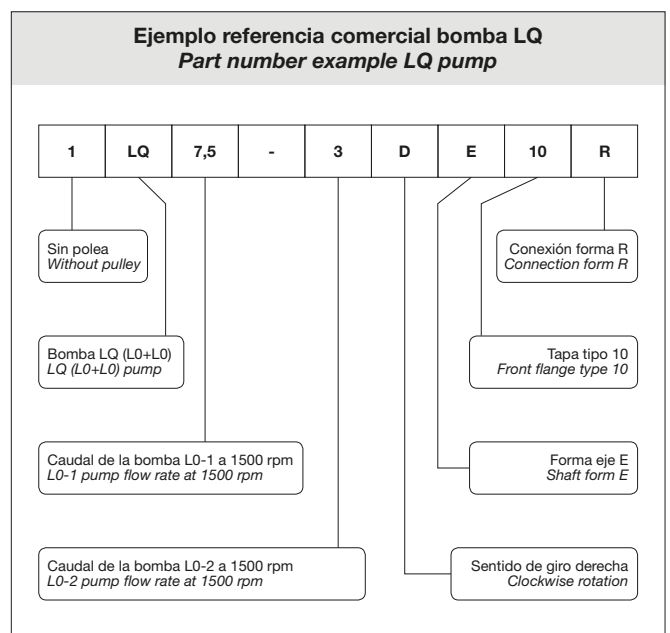 Ejemplo referencia comercial bomba LQ
Part number example LQ pump
1 LQ 7,5 - 3 D E 10 R
Sin polea
Without pulley
Conexión forma R
Connection form R
Bomba LQ (L0+L0)
LQ (L0+L0) pump
Tapa tipo 10
Front flange type 10
Caudal de la bomba L0-1 a 1500 rpm
L0-1 pump flow rate at 1500 rpm
Forma eje E
Shaft form E
Caudal de la bomba L0-2 a 1500 rpm
L0-2 pump flow rate at 1500 rpm
Sentido de giro derecha
Clockwise rotation